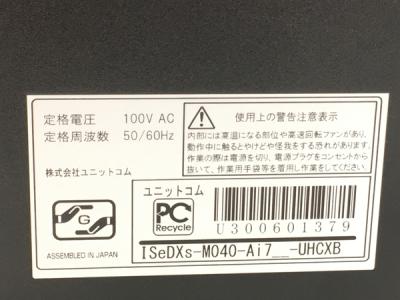 定格電圧 100V AC
定格周波数 50/60Hz
株式会社ユニットコム
使用上の警告注意表示
内部には高温になる部位や高速回転ファンがあり、
動作中に触るとやけどや怪我をする恐れがあります。
作業の際は電源を切り、電源プラグをコンセントから
抜いて、作業用手袋等を着用し作業をしてください。
G
ASSEMBLED IN JAPAN
ユニットコム
PC
Recycle
U300601379
ISeDXs-M040-Ai7__-UHCXB